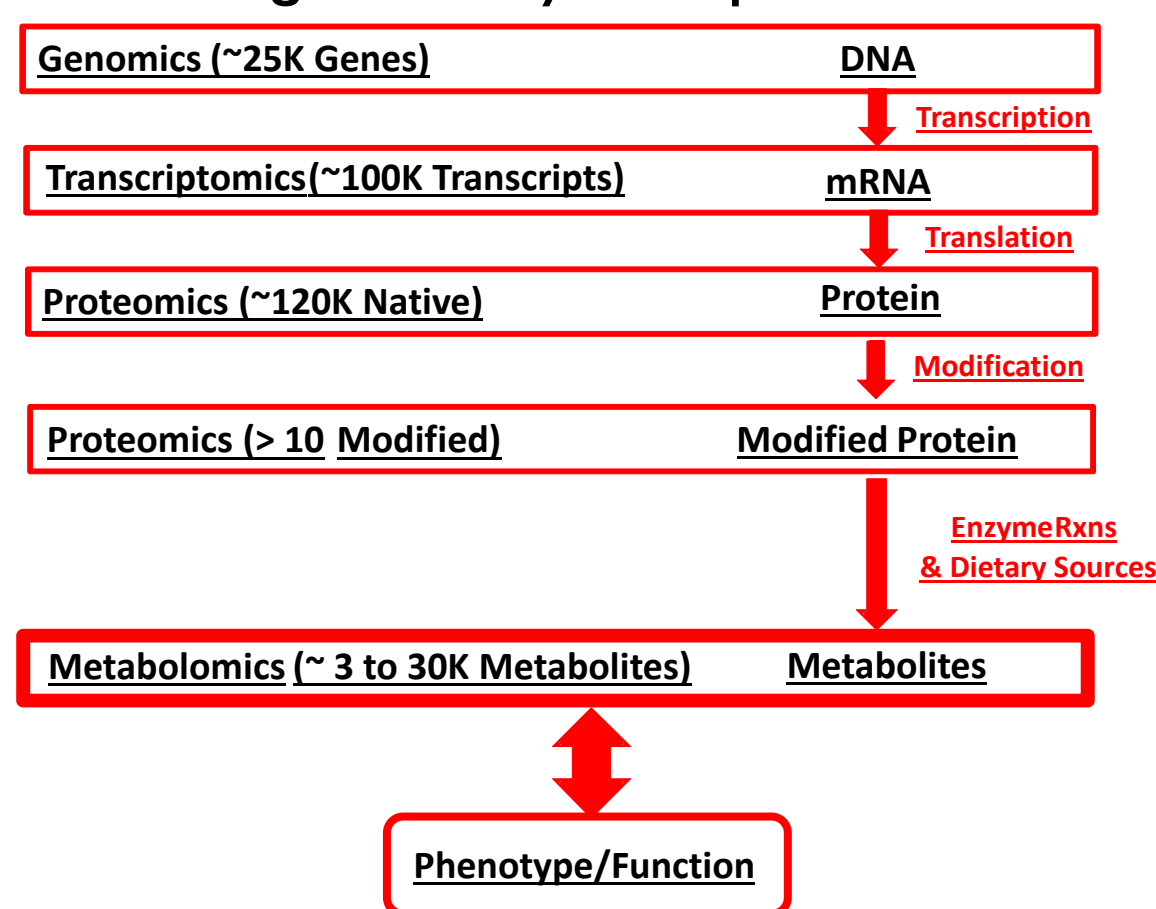 Genomics (~25K Genes) DNA
Transcription
Transcriptomics(~100K Transcripts) mRNA
Translation
Proteomics (~120K Native) Protein
Modification
Proteomics (> 10 Modified) Modified Protein
EnzymeRxns
& Dietary Sources
Metabolomics (~ 3 to 30K Metabolites) Metabolites
Phenotype/Function